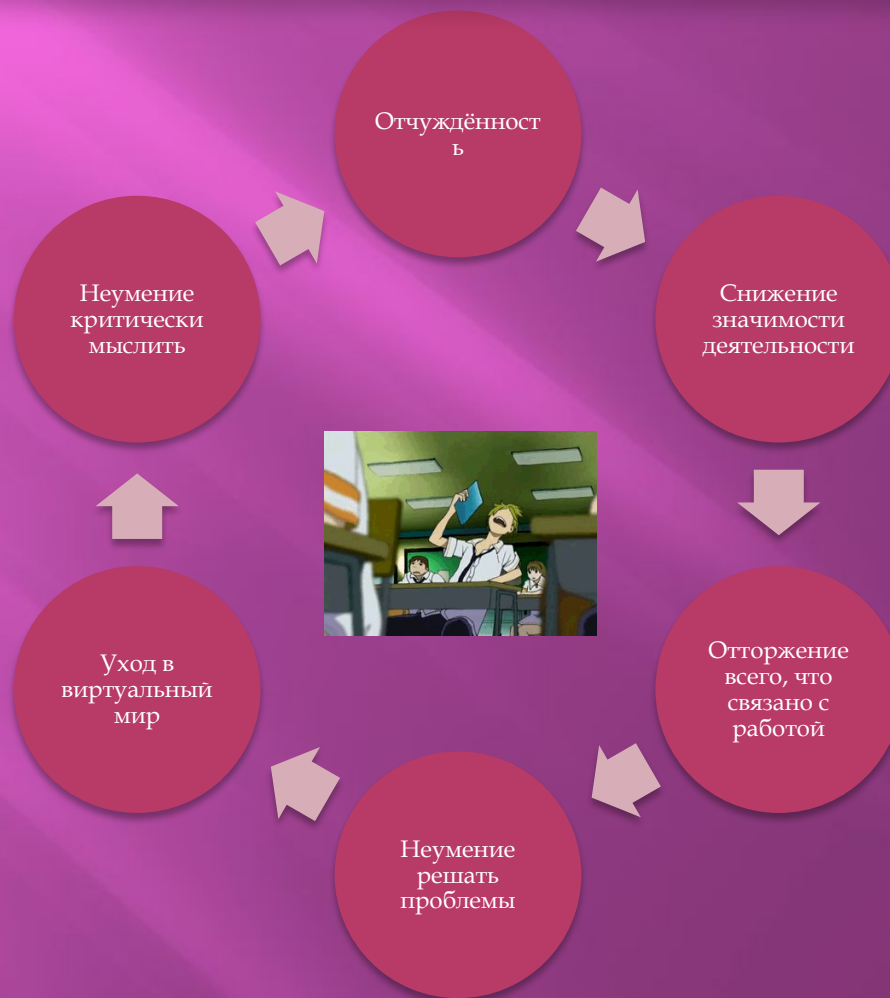 Отчуждённост
ь
Снижение
значимости
деятельности
Отторжение
всего, что
связано с
работой
Неумение
решать
проблемы
Уход в
виртуальный
мир
Неумение
критически
мыслить